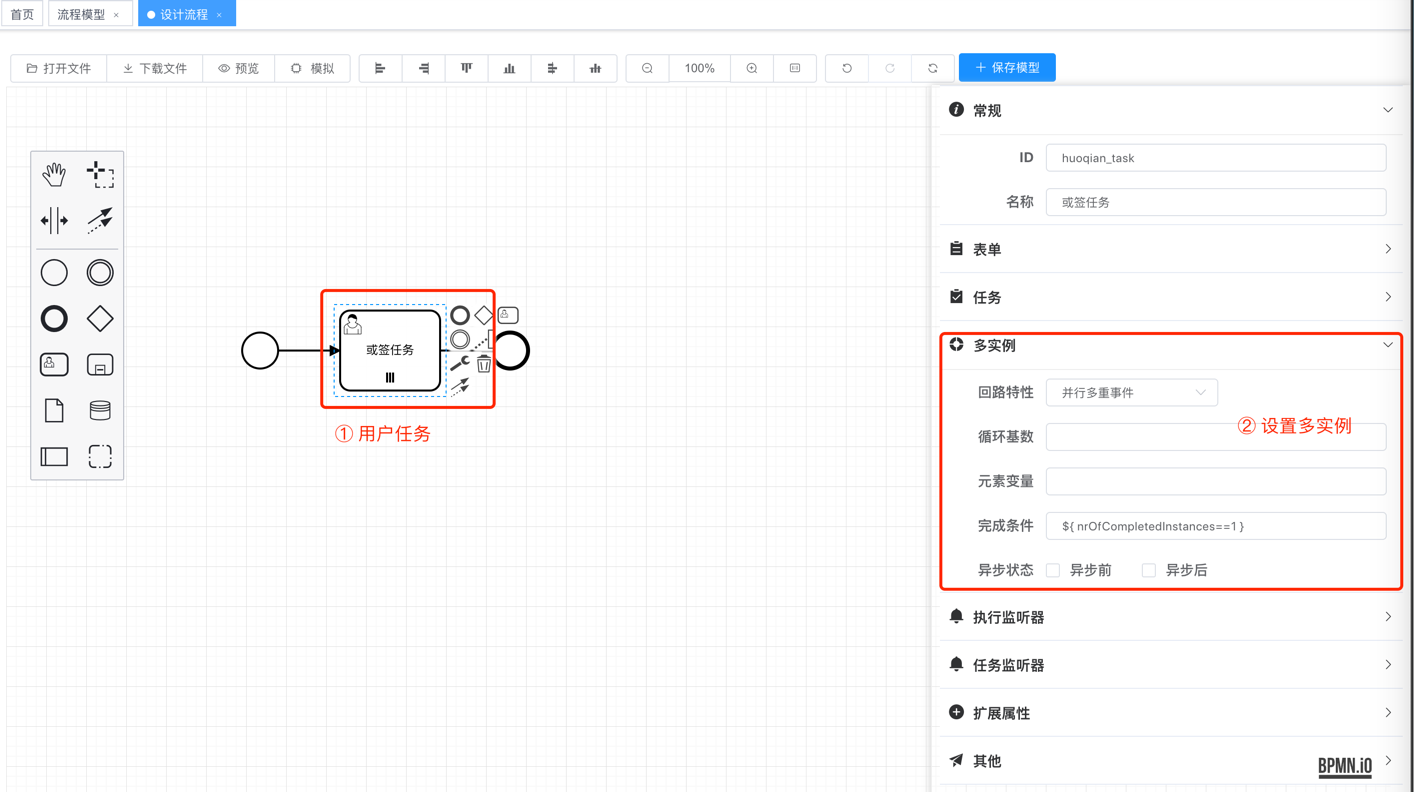 首页 流程模型 × 设计流程 ×
打开文件 下载文件 预览 模拟 100% 保存模型
常规
ID huoqian_task
名称 或签任务
表单
任务
或签任务
① 用户任务
多实例
回路特性 并行多重事件
② 设置多实例
循环基数
元素变量
完成条件 ${ nrOfCompletedInstances==1 }
异步状态 异步前 异步后
执行监听器
任务监听器
扩展属性
其他
BPMN.iO